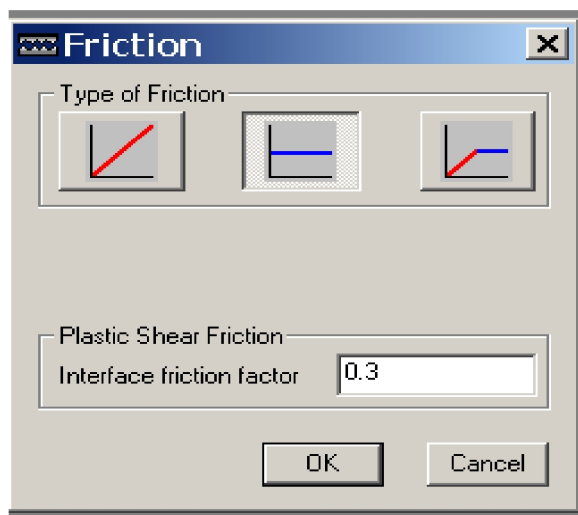 Friction
Type of Friction
Plastic Shear Friction
Interface friction factor 0.3
OK Cancel